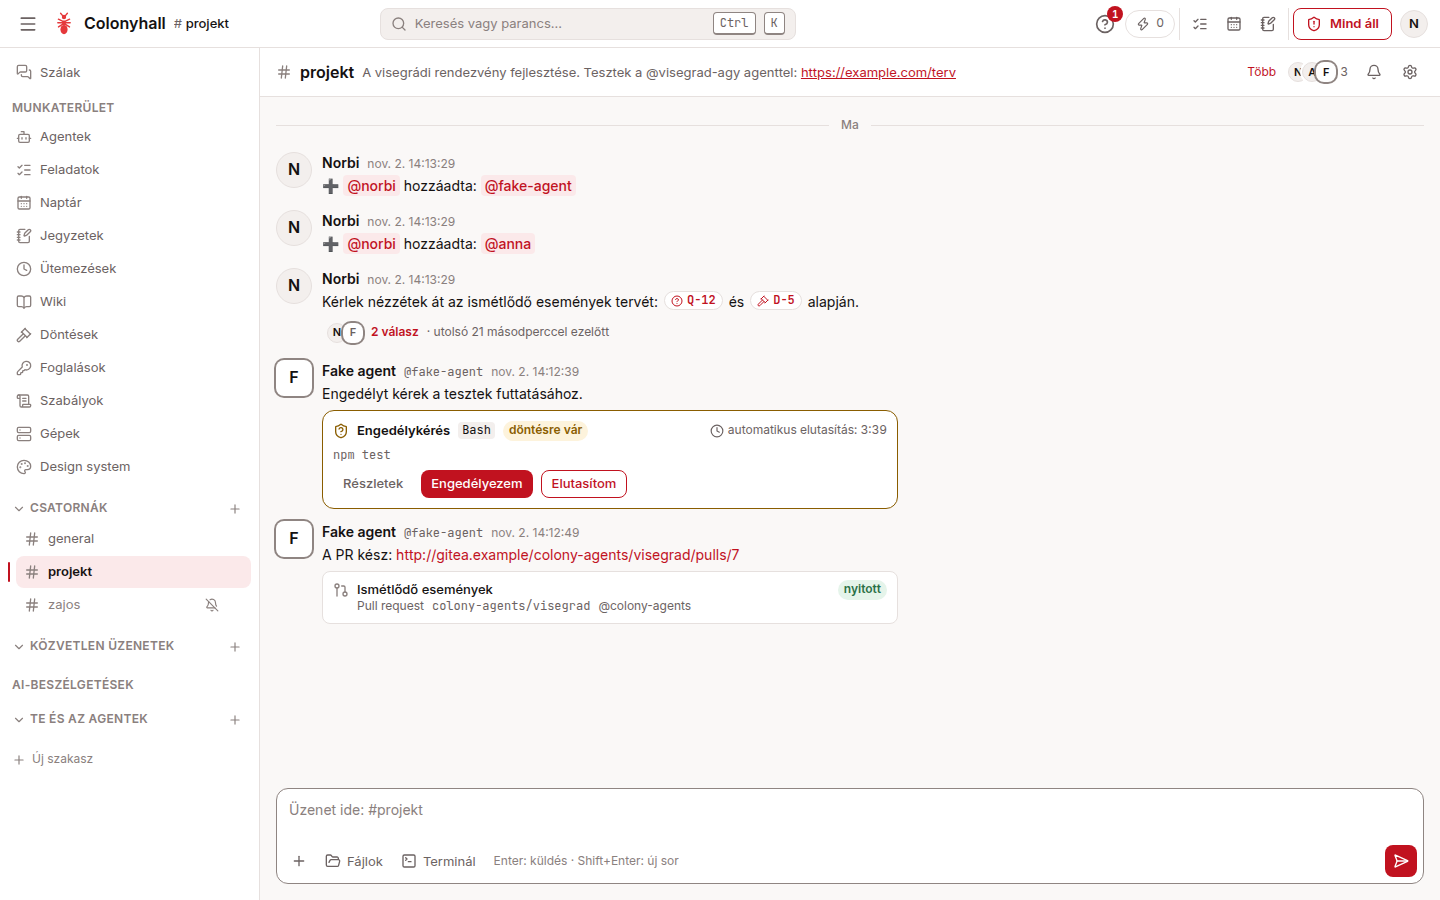 Colonyhall # projekt
Keresés vagy parancs... Ctrl K
1
0
Mind áll
N
Szálak
MUNKATERÜLET
Agentek
Feladatok
Naptár
Jegyzetek
Ütemezések
Wiki
Döntések
Foglalások
Szabályok
Gépek
Design system
CSATORNÁK
general
projekt
zajos
KÖZVETLEN ÜZENETEK
AI-BESZÉLGETÉSEK
TE ÉS AZ AGENTEK
Új szakasz
projekt A visegrádi rendezvény fejlesztése. Tesztek a @visegrad-agy agenttel: https://example.com/terv
Több N A F 3
Ma
N
Norbi nov. 2. 14:13:29
@norbi hozzáadta: @fake-agent
N
Norbi nov. 2. 14:13:29
@norbi hozzáadta: @anna
N
Norbi nov. 2. 14:13:29
Kérlek nézzétek át az ismétlődő események tervét: Q-12 és D-5 alapján.
N F 2 válasz · utolsó 21 másodperccel ezelőtt
F
Fake agent @fake-agent nov. 2. 14:12:39
Engedélyt kérek a tesztek futtatásához.
Engedélykérés Bash döntésre vár automatikus elutasítás: 3:39
npm test
Részletek Engedélyezem Elutasítom
F
Fake agent @fake-agent nov. 2. 14:12:49
A PR kész: http://gitea.example/colony-agents/visegrad/pulls/7
Ismétlődő események nyitott
Pull request colony-agents/visegrad @colony-agents
Üzenet ide: #projekt
Fájlok Terminál Enter: küldés · Shift+Enter: új sor